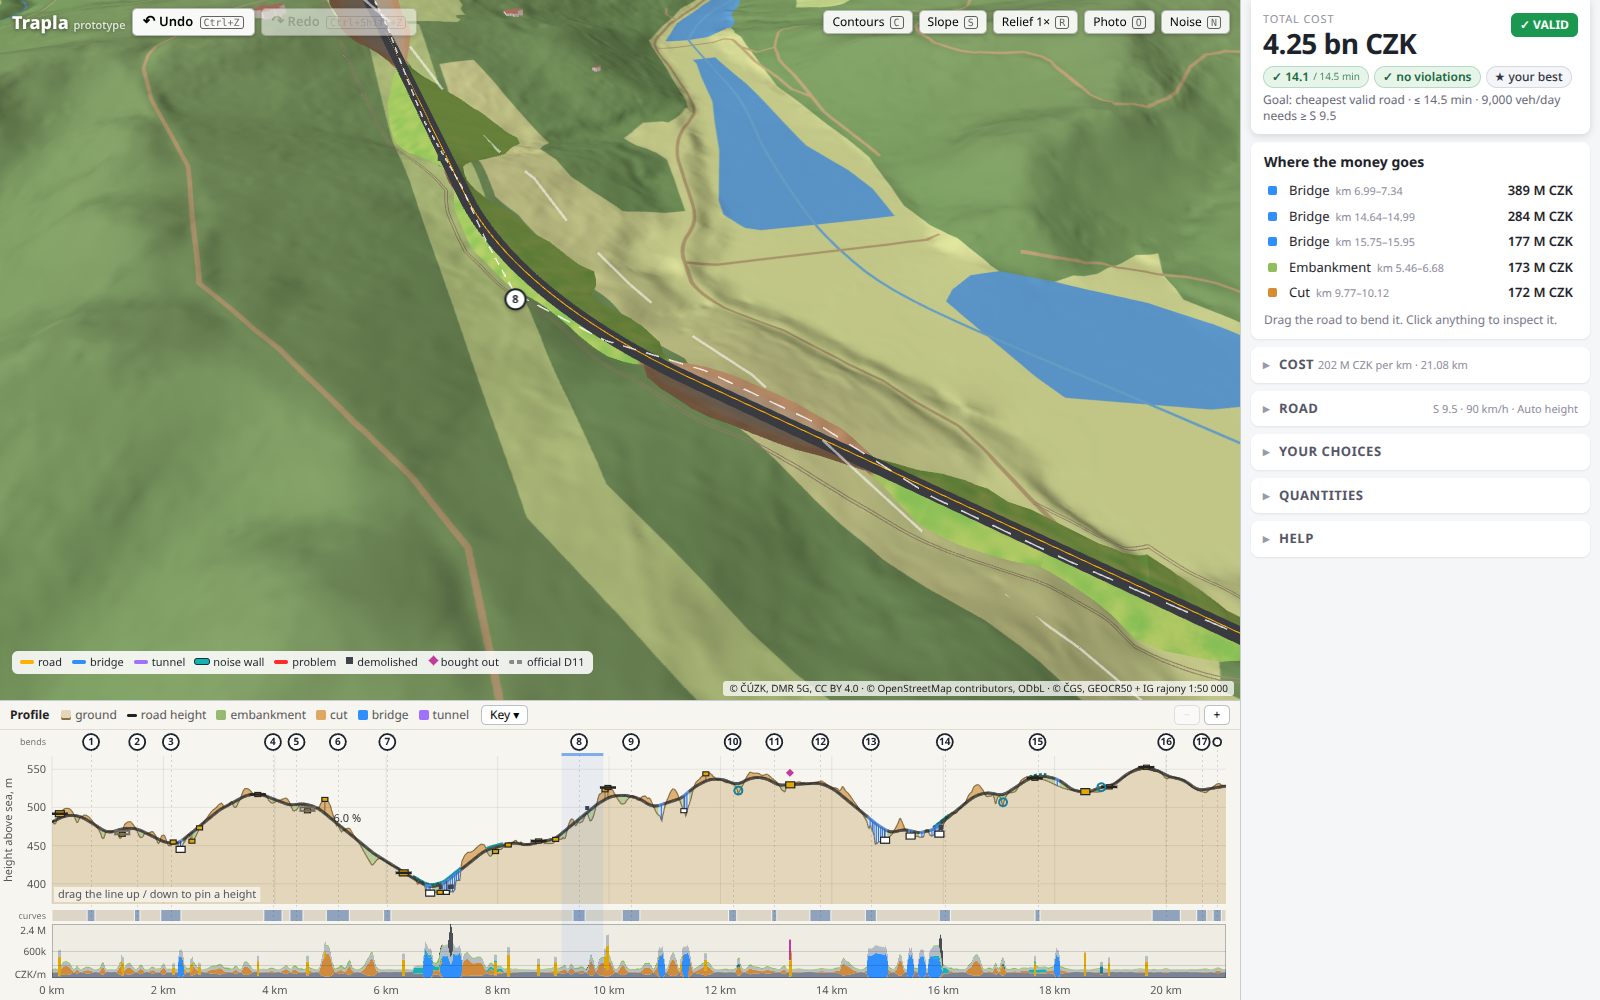 Trapla prototype
↶ Undo Ctrl+Z
↷ Redo Ctrl+Shift+Z
Contours C
Slope S
Relief 1× R
Photo O
Noise N
8
road
bridge
tunnel
noise wall
problem
demolished
bought out
official D11
© ČÚZK, DMR 5G, CC BY 4.0 · © OpenStreetMap contributors, ODbL · © ČGS, GEOCR50 + IG rajony 1:50 000
TOTAL COST
4.25 bn CZK
✓ VALID
✓ 14.1 / 14.5 min
✓ no violations
★ your best
Goal: cheapest valid road · ≤ 14.5 min · 9,000 veh/day
needs ≥ S 9.5
Where the money goes
Bridge km 6.99–7.34 389 M CZK
Bridge km 14.64–14.99 284 M CZK
Bridge km 15.75–15.95 177 M CZK
Embankment km 5.46–6.68 173 M CZK
Cut km 9.77–10.12 172 M CZK
Drag the road to bend it. Click anything to inspect it.
▶ COST 202 M CZK per km · 21.08 km
▶ ROAD S 9.5 · 90 km/h · Auto height
▶ YOUR CHOICES
▶ QUANTITIES
▶ HELP
Profile ground road height embankment cut bridge tunnel Key ▾ − +
bends 1 2 3 4 5 6 7 8 9 10 11 12 13 14 15 16 17
height above sea, m
550
500
450
400
6.0 %
drag the line up / down to pin a height
curves
2.4 M
600k
CZK/m
0 km 2 km 4 km 6 km 8 km 10 km 12 km 14 km 16 km 18 km 20 km